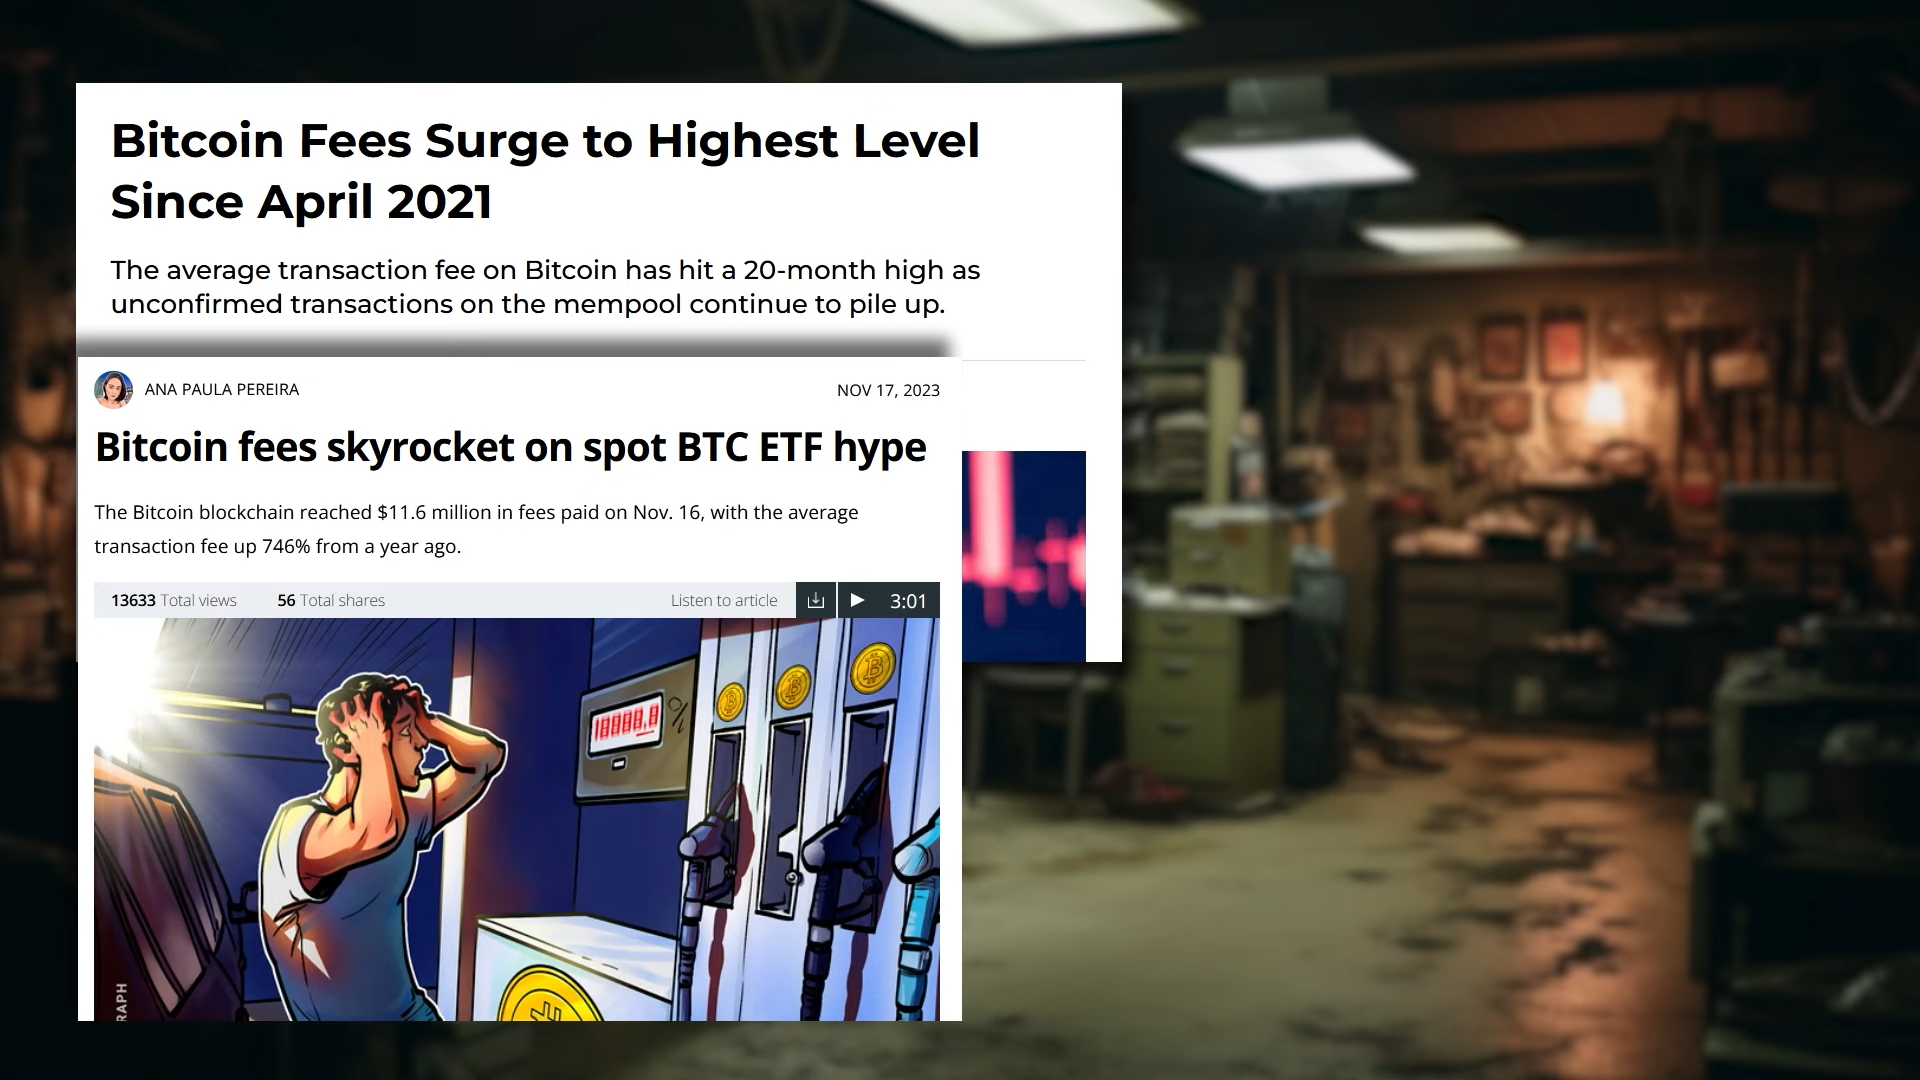 Bitcoin Fees Surge to Highest Level
Since April 2021
The average transaction fee on Bitcoin has hit a 20-month high as
unconfirmed transactions on the mempool continue to pile up.
ANA PAULA PEREIRA
NOV 17, 2023
Bitcoin fees skyrocket on spot BTC ETF hype
The Bitcoin blockchain reached $11.6 million in fees paid on Nov. 16, with the average
transaction fee up 746% from a year ago.
13633 Total views 56 Total shares Listen to article 3:01
%
RAPH